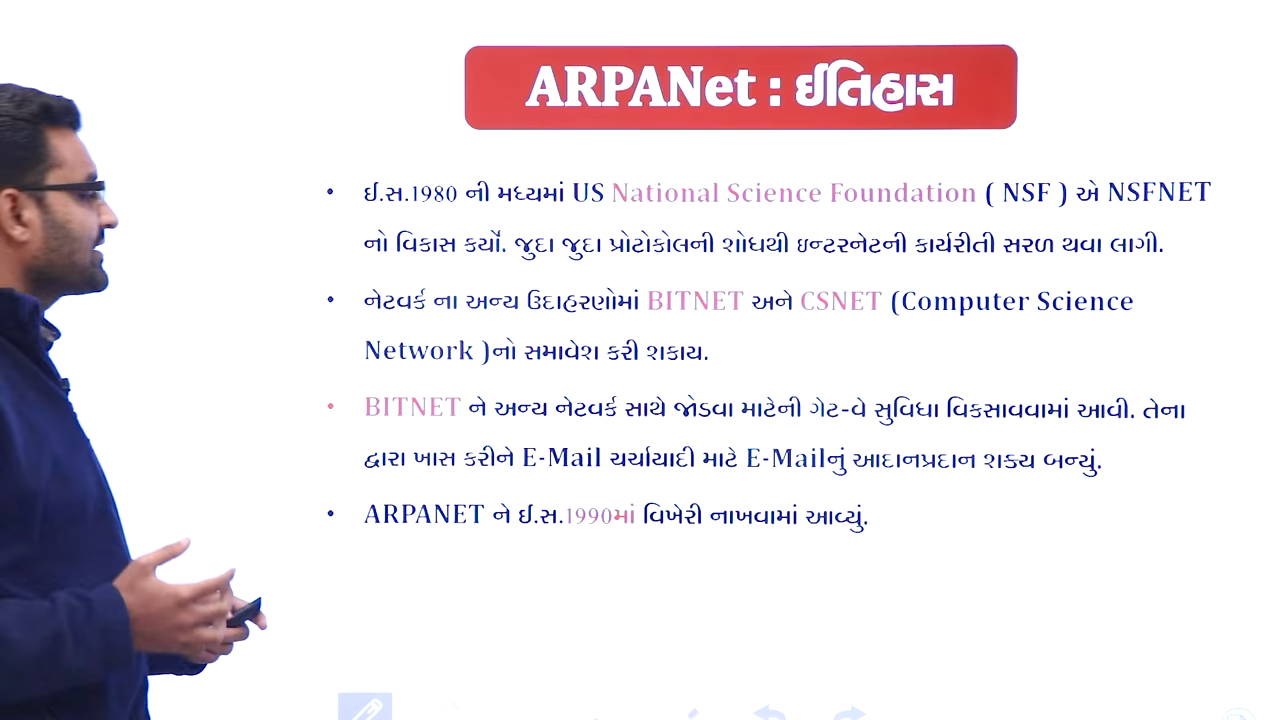 ARPANet : ઈતિહાસ
• ઈ.સ.1980 ની મધ્યમાં US National Science Foundation ( NSF ) એ NSFNET
નો વિકાસ કર્યો. જુદા જુદા પ્રોટોકોલની શોધથી ઇન્ટરનેટની કાર્યરીતી સરળ થવા લાગી.
• નેટવર્ક ના અન્ય ઉદાહરણોમાં BITNET અને CSNET (Computer Science
Network )નો સમાવેશ કરી શકાય.
• BITNET ને અન્ય નેટવર્ક સાથે જોડવા માટેની ગેટ-વે સુવિધા વિકસાવવામાં આવી. તેના
દ્વારા ખાસ કરીને E-Mail ચર્ચાયાદી માટે E-Mailનું આદાનપ્રદાન શક્ય બન્યું.
• ARPANET ને ઈ.સ.1990માં વિખેરી નાખવામાં આવ્યું.